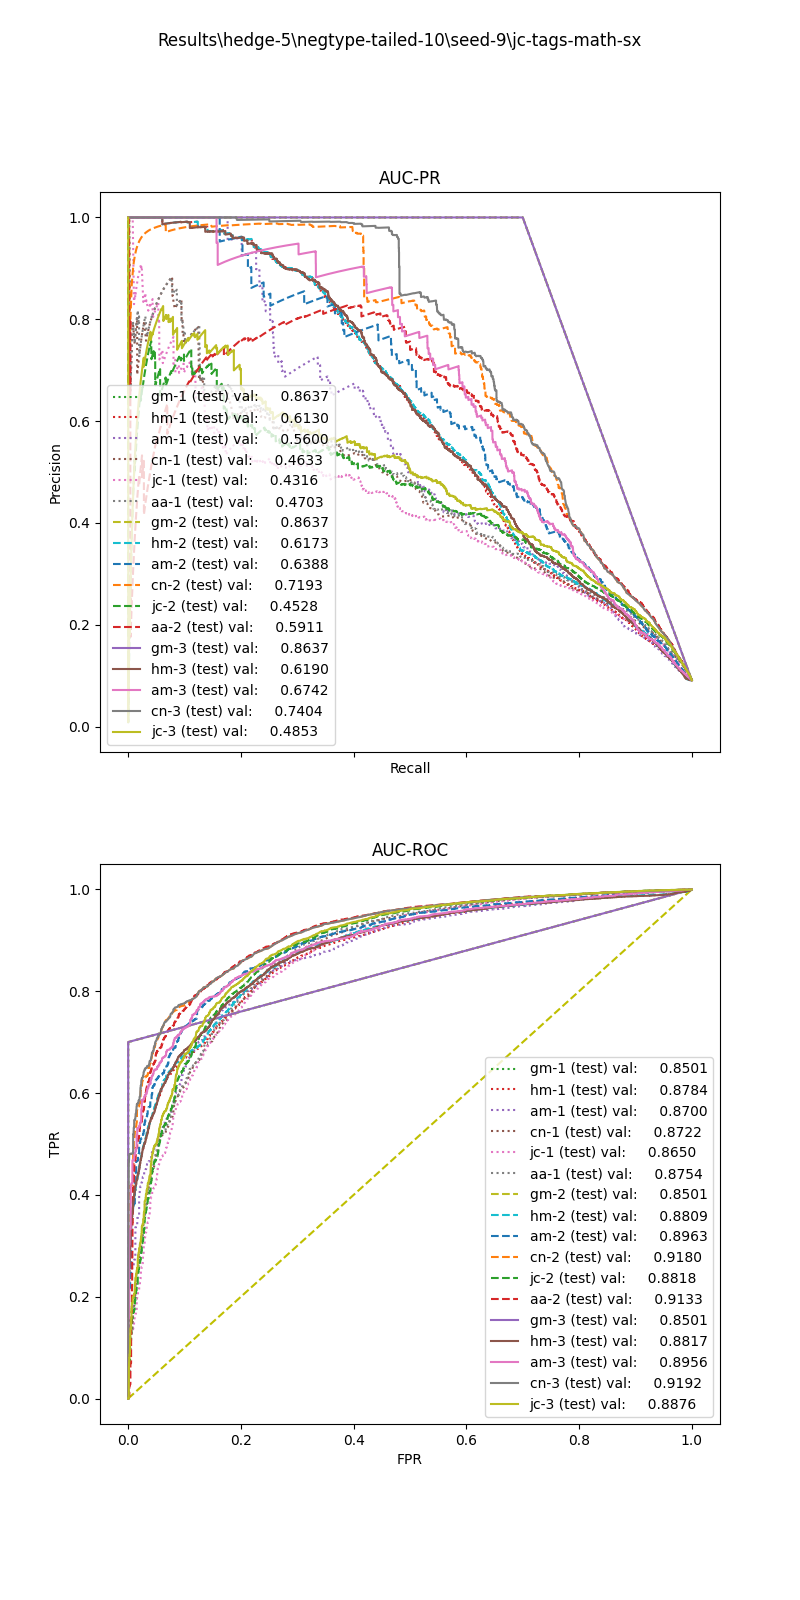 Results\hedge-5\negtype-tailed-10\seed-9\jc-tags-math-sx
AUC-PR
1.0
0.8
0.6
0.4
0.2
0.0
Precision
gm-1 (test) val: 0.8637
hm-1 (test) val: 0.6130
am-1 (test) val: 0.5600
cn-1 (test) val: 0.4633
jc-1 (test) val: 0.4316
aa-1 (test) val: 0.4703
gm-2 (test) val: 0.8637
hm-2 (test) val: 0.6173
am-2 (test) val: 0.6388
cn-2 (test) val: 0.7193
jc-2 (test) val: 0.4528
aa-2 (test) val: 0.5911
gm-3 (test) val: 0.8637
hm-3 (test) val: 0.6190
am-3 (test) val: 0.6742
cn-3 (test) val: 0.7404
jc-3 (test) val: 0.4853
Recall
AUC-ROC
1.0
0.8
0.6
0.4
0.2
0.0
TPR
gm-1 (test) val: 0.8501
hm-1 (test) val: 0.8784
am-1 (test) val: 0.8700
cn-1 (test) val: 0.8722
jc-1 (test) val: 0.8650
aa-1 (test) val: 0.8754
gm-2 (test) val: 0.8501
hm-2 (test) val: 0.8809
am-2 (test) val: 0.8963
cn-2 (test) val: 0.9180
jc-2 (test) val: 0.8818
aa-2 (test) val: 0.9133
gm-3 (test) val: 0.8501
hm-3 (test) val: 0.8817
am-3 (test) val: 0.8956
cn-3 (test) val: 0.9192
jc-3 (test) val: 0.8876
0.0 0.2 0.4 0.6 0.8 1.0
FPR